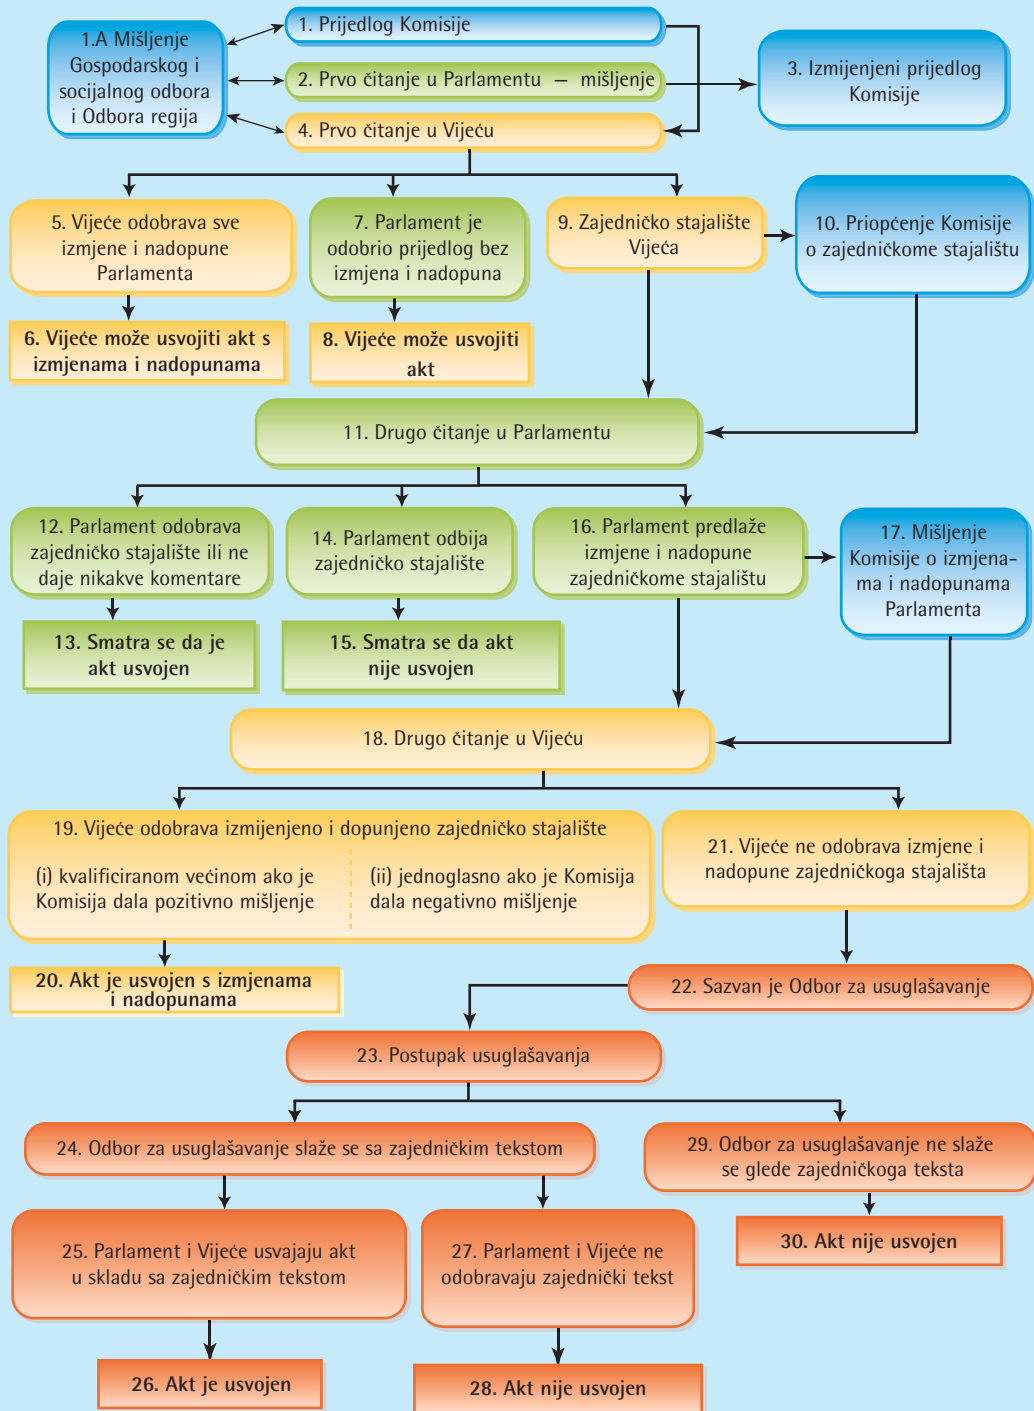 1. Prijedlog Komisije
1.A Mišljenje
Gospodarskog i
socijalnog odbora
i Odbora regija
2. Prvo čitanje u Parlamentu – mišljenje
3. Izmijenjeni prijedlog
Komisije
4. Prvo čitanje u Vijeću
5. Vijeće odobrava sve
izmjene i nadopune
Parlamenta
6. Vijeće može usvojiti akt s
izmjenama i nadopunama
7. Parlament je
odobrio prijedlog bez
izmjena i nadopuna
8. Vijeće može usvojiti
akt
9. Zajedničko stajalište
Vijeća
10. Priopćenje Komisije
o zajedničkome stajalištu
11. Drugo čitanje u Parlamentu
12. Parlament odobrava
zajedničko stajalište ili ne
daje nikakve komentare
13. Smatra se da je
akt usvojen
14. Parlament odbija
zajedničko stajalište
15. Smatra se da akt
nije usvojen
16. Parlament predlaže
izmjene i nadopune
zajedničkome stajalištu
17. Mišljenje
Komisije o izmjena-
ma i nadopunama
Parlamenta
18. Drugo čitanje u Vijeću
19. Vijeće odobrava izmijenjeno i dopunjeno zajedničko stajalište
(i) kvalificiranom većinom ako je
Komisija dala pozitivno mišljenje
(ii) jednoglasno ako je Komisija
dala negativno mišljenje
20. Akt je usvojen s izmjenama
i nadopunama
21. Vijeće ne odobrava izmjene i
nadopune zajedničkoga stajališta
22. Sazvan je Odbor za usuglašavanje
23. Postupak usuglašavanja
24. Odbor za usuglašavanje slaže se sa zajedničkim tekstom
25. Parlament i Vijeće usvajaju akt
u skladu sa zajedničkim tekstom
26. Akt je usvojen
27. Parlament i Vijeće ne
odobravaju zajednički tekst
28. Akt nije usvojen
29. Odbor za usuglašavanje ne slaže
se glede zajedničkoga teksta
30. Akt nije usvojen